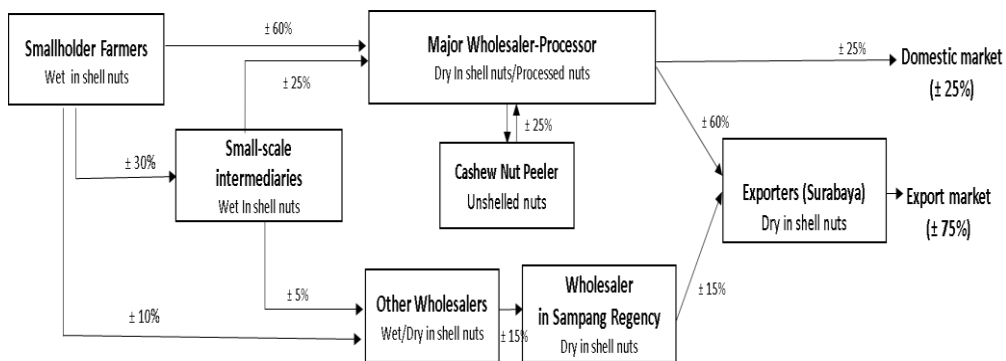 Smallholder Farmers
Wet in shell nuts
± 60%
Major Wholesaler-Processor
Dry In shell nuts/Processed nuts
± 25%
Domestic market
(± 25%)
± 25%
± 30%
Small-scale
intermediaries
Wet In shell nuts
± 25%
Cashew Nut Peeler
Unshelled nuts
± 60%
Exporters (Surabaya)
Dry in shell nuts
Export market
(± 75%)
± 5%
± 10%
Other Wholesalers
Wet/Dry in shell nuts
± 15%
Wholesaler
in Sampang Regency
Dry in shell nuts
± 15%